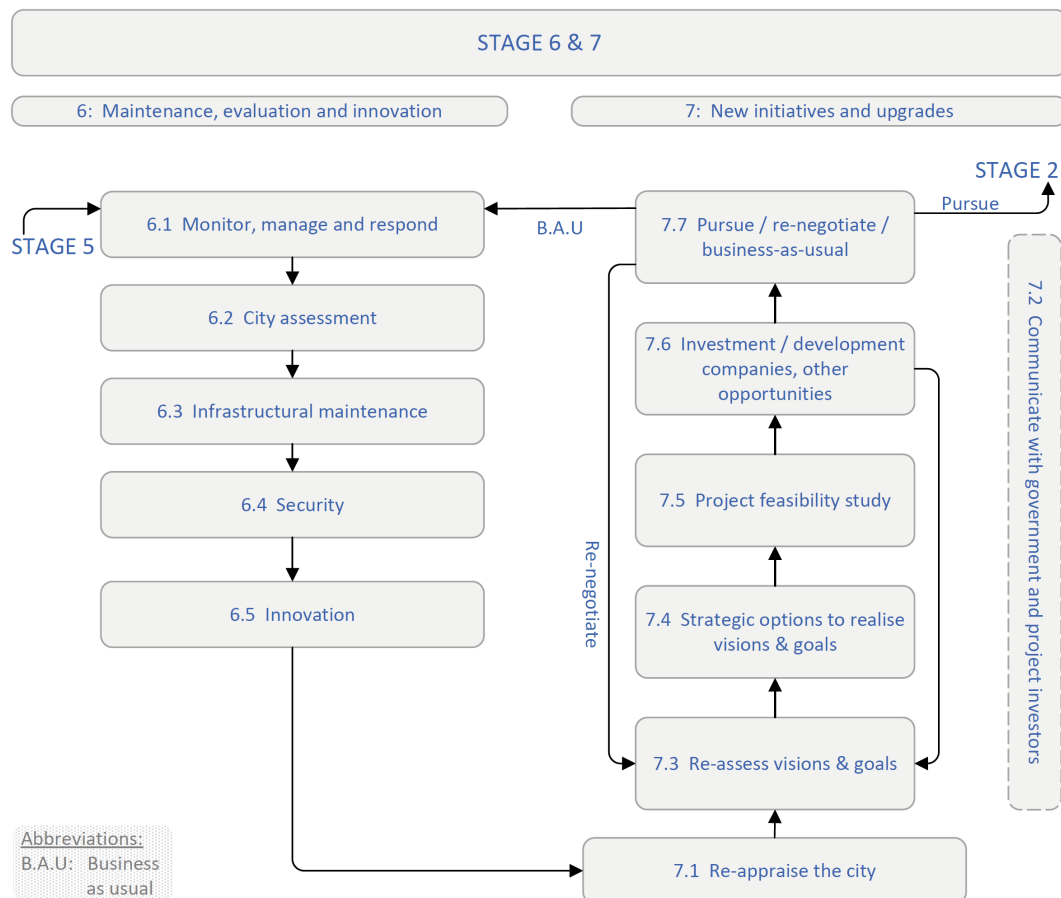 STAGE 6 & 7
6: Maintenance, evaluation and innovation
7: New initiatives and upgrades
STAGE 5
6.1 Monitor, manage and respond
6.2 City assessment
6.3 Infrastructural maintenance
6.4 Security
6.5 Innovation
B.A.U
STAGE 2
Pursue
7.7 Pursue / re-negotiate /
business-as-usual
7.6 Investment / development
companies, other
opportunities
7.5 Project feasibility study
7.4 Strategic options to realise
visions & goals
7.3 Re-assess visions & goals
7.1 Re-appraise the city
Re-negotiate
7.2 Communicate with government and project investors
Abbreviations:
B.A.U: Business
as usual